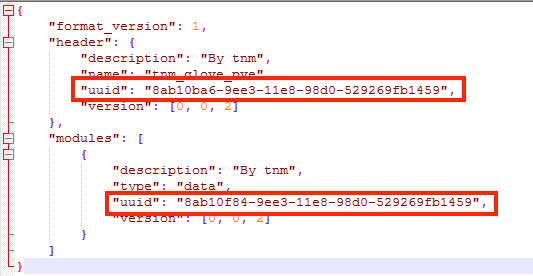 {
"format_version": 1,
"header": {
"description": "By tnm",
"name": "tnm_glove_pve"
"uuid": "8ab10ba6-9ee3-11e8-98d0-529269fb1459",
"version": [0, 0, 2]
},
"modules": [
{
"description": "By tnm",
"type": "data",
"uuid": "8ab10f84-9ee3-11e8-98d0-529269fb1459",
"version": [0, 0, 2]
}
]
}